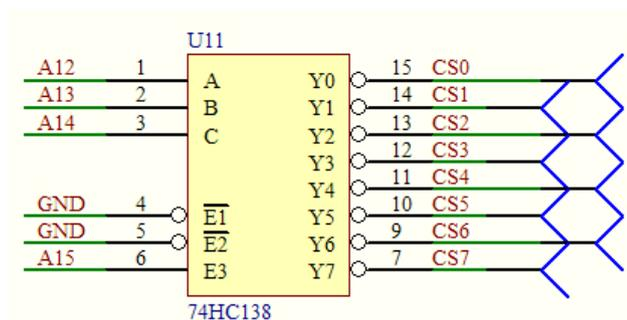 U11
A12 1 A Y0 15 CS0
A13 2 B Y1 14 CS1
A14 3 C Y2 13 CS2
Y3 12 CS3
Y4 11 CS4
GND 4 E1 Y5 10 CS5
GND 5 E2 Y6 9 CS6
A15 6 E3 Y7 7 CS7
74HC138